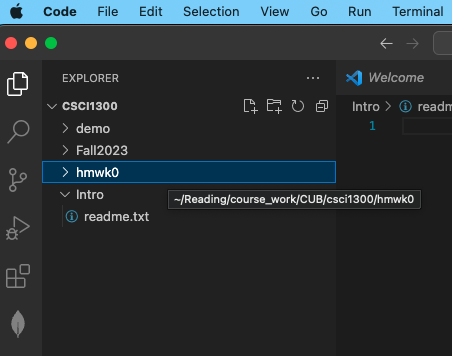 Code File Edit Selection View Go Run Terminal
EXPLORER ...
Welcome
CSCI1300
Intro > readm
demo
1
Fall2023
hmwk0
Intro
~/Reading/course_work/CUB/csci1300/hmwk0
readme.txt